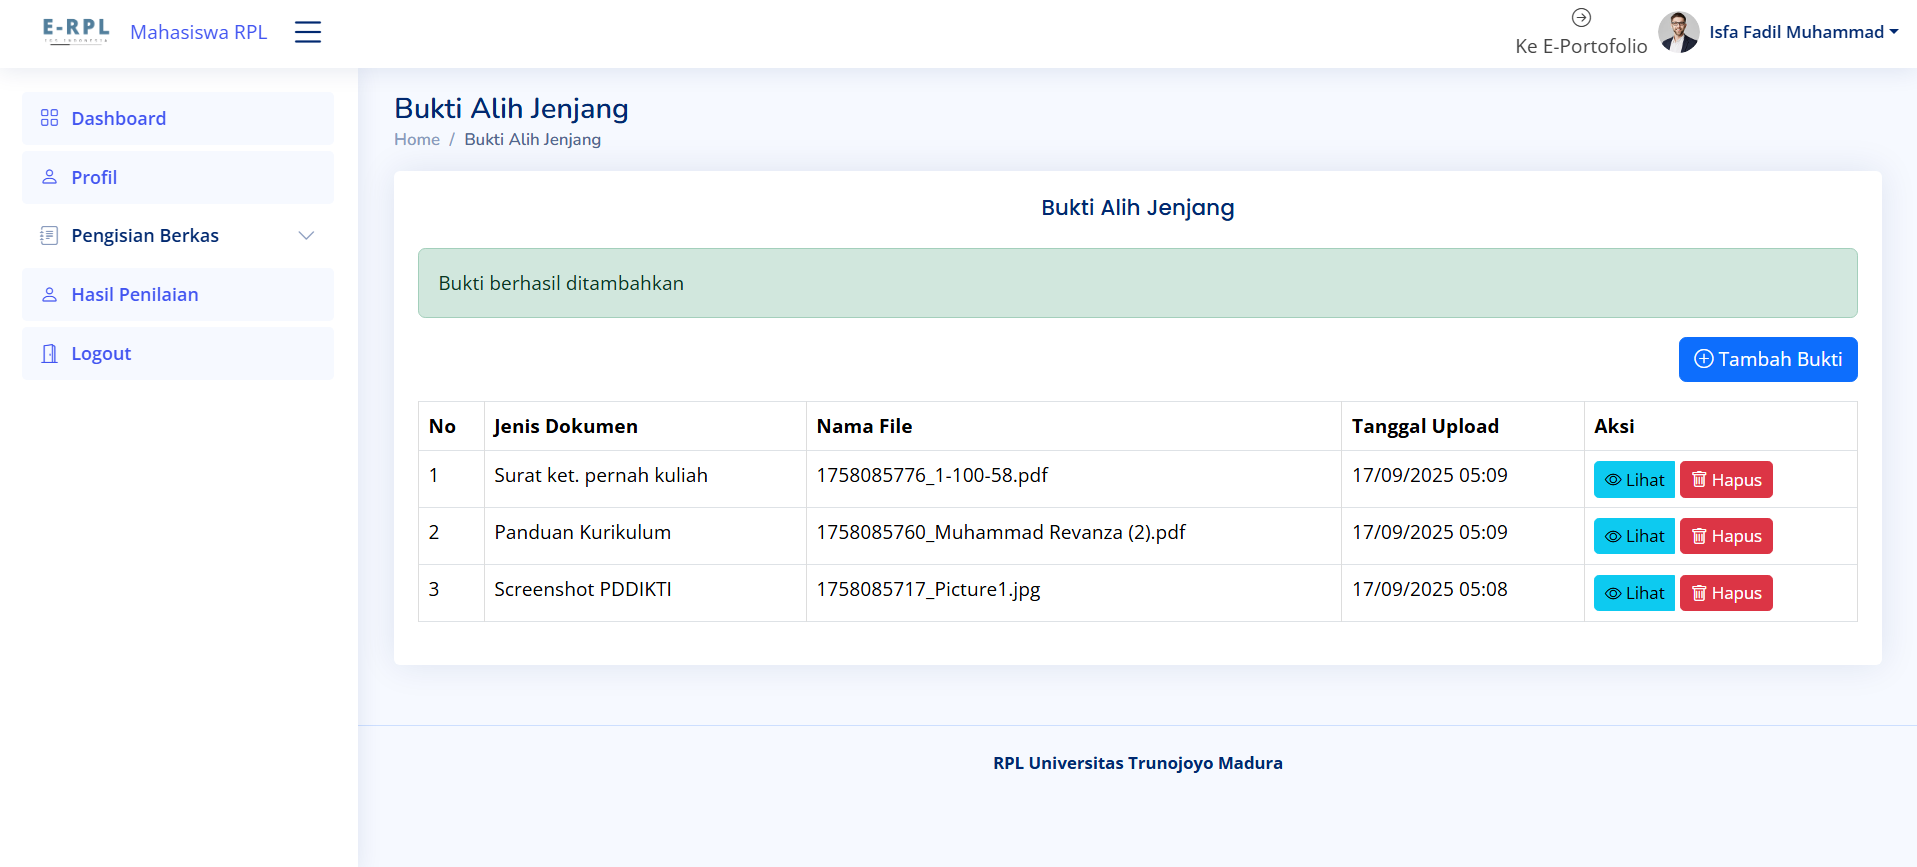 E-RPL
Mahasiswa RPL
Ke E-Portofolio
Isfa Fadil Muhammad
Dashboard
Profil
Pengisian Berkas
Hasil Penilaian
Logout
Bukti Alih Jenjang
Home / Bukti Alih Jenjang
Bukti Alih Jenjang
Bukti berhasil ditambahkan
Tambah Bukti
No Jenis Dokumen Nama File Tanggal Upload Aksi
1 Surat ket. pernah kuliah 1758085776_1-100-58.pdf 17/09/2025 05:09 Lihat Hapus
2 Panduan Kurikulum 1758085760_Muhammad Revanza (2).pdf 17/09/2025 05:09 Lihat Hapus
3 Screenshot PDDIKTI 1758085717_Picture1.jpg 17/09/2025 05:08 Lihat Hapus
RPL Universitas Trunojoyo Madura